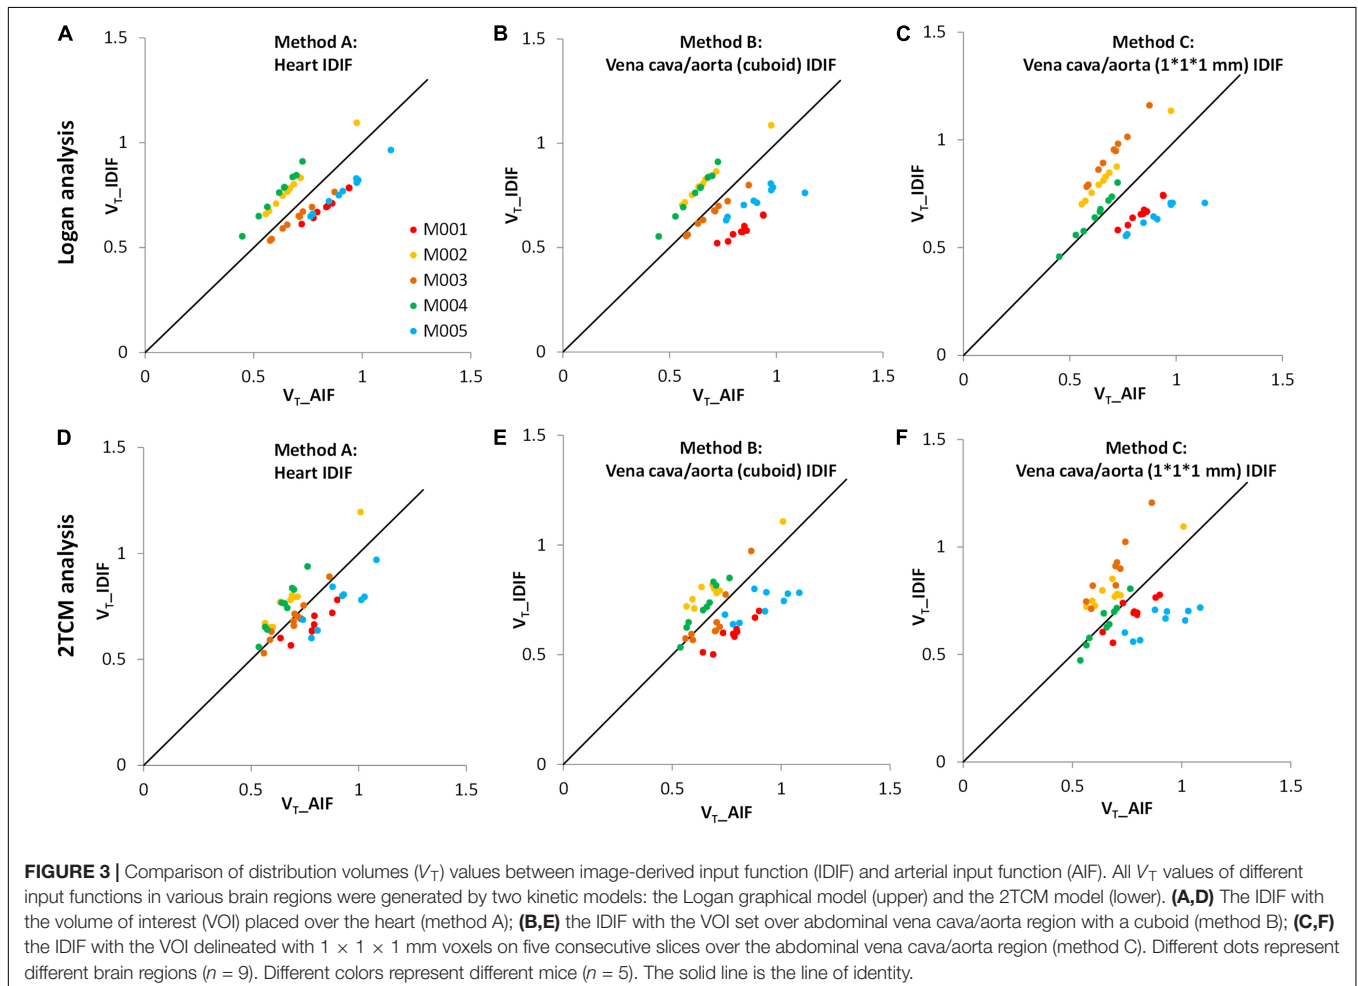 A
Method A:
Heart IDIF
V_T_IDIF
1.5
1
0.5
0
0
0.5
1
1.5
V_T_AIF
Logan analysis
M001
M002
M003
M004
M005
B
Method B:
Vena cava/aorta (cuboid) IDIF
V_T_IDIF
1.5
1
0.5
0
0
0.5
1
1.5
V_T_AIF
C
Method C:
Vena cava/aorta (1*1*1 mm) IDIF
V_T_IDIF
1.5
1
0.5
0
0
0.5
1
1.5
V_T_AIF
D
Method A:
Heart IDIF
V_T_IDIF
1.5
1
0.5
0
0
0.5
1
1.5
V_T_AIF
2TCM analysis
E
Method B:
Vena cava/aorta (cuboid) IDIF
V_T_IDIF
1.5
1
0.5
0
0
0.5
1
1.5
V_T_AIF
F
Method C:
Vena cava/aorta (1*1*1 mm) IDIF
V_T_IDIF
1.5
1
0.5
0
0
0.5
1
1.5
V_T_AIF
FIGURE 3 | Comparison of distribution volumes (V_T) values between image-derived input function (IDIF) and arterial input function (AIF). All V_T values of different
input functions in various brain regions were generated by two kinetic models: the Logan graphical model (upper) and the 2TCM model (lower). (A,D) The IDIF with
the volume of interest (VOI) placed over the heart (method A); (B,E) the IDIF with the VOI set over abdominal vena cava/aorta region with a cuboid (method B); (C,F)
the IDIF with the VOI delineated with 1 × 1 × 1 mm voxels on five consecutive slices over the abdominal vena cava/aorta region (method C). Different dots represent
different brain regions (n = 9). Different colors represent different mice (n = 5). The solid line is the line of identity.